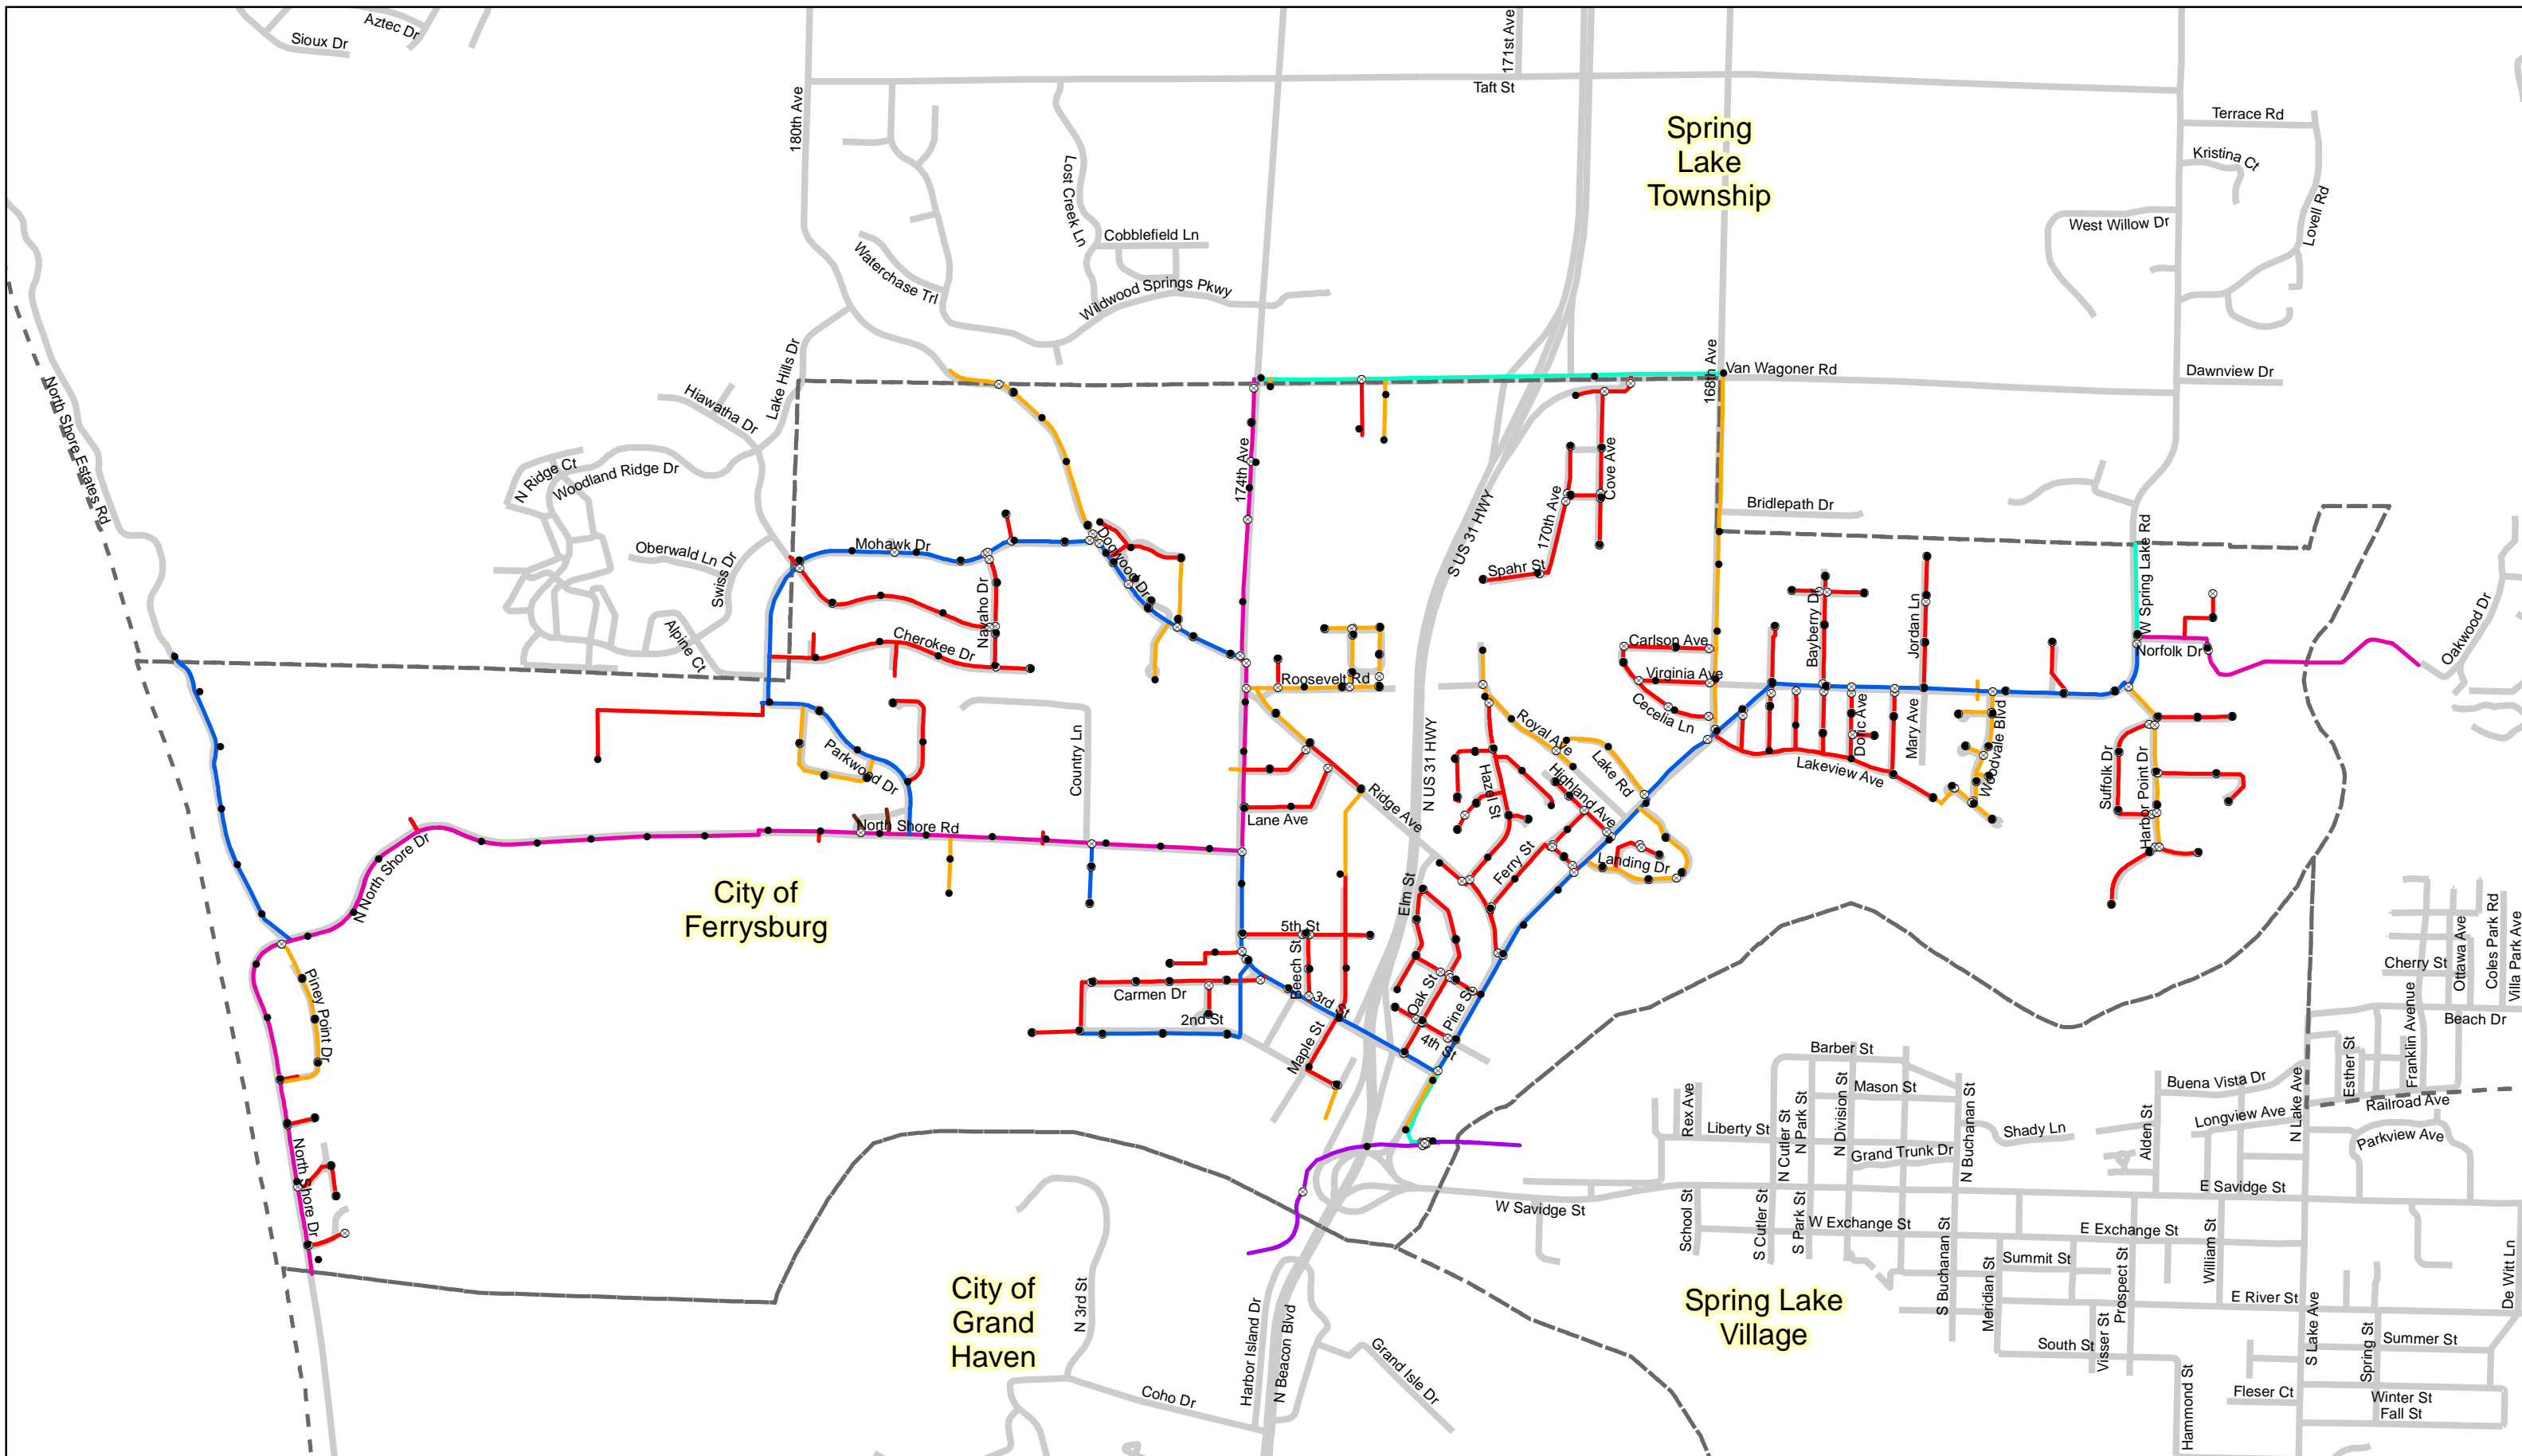 Aztec Dr
Sioux Dr
180th Ave
171st Ave
Taft St
Spring
Lake
Township
Terrace Rd
Kristina Ct
Lovell Rd
West Willow Dr
Lost Creek Ln
Cobblefield Ln
Waterchase Trl
Wildwood Springs Pkwy
Lake Hills Dr
Hiawatha Dr
North Shore Estates Rd
N Ridge Ct
Woodland Ridge Dr
168th Ave
Van Wagoner Rd
Dawnview Dr
174th Ave
Cove Ave
170th Ave
S US 31 HWY
Bridlepath Dr
W Spring Lake Rd
Mohawk Dr
Dogwood Dr
Oberwald Ln
Swiss Dr
Navaho Dr
Cherokee Dr
Alpine Ct
Spahr St
Bayberry Dr
Jordan Ln
Carlson Ave
Virginia Ave
Cecelia Ln
Norfolk Dr
Oakwood Dr
Roosevelt Rd
Royal Ave
Lake Rd
Doric Ave
Mary Ave
Woodvale Blvd
Lakeview Ave
Suffolk Dr
Harbor Point Dr
Parkwood Dr
Country Ln
N US 31 HWY
Hazel St
Highland Ave
Lane Ave
Ridge Ave
North Shore Rd
N North Shore Dr
City of
Ferrysburg
Ferry St
Landing Dr
Elm St
5th St
Beech St
Carmen Dr
2nd St
3rd St
Oak St
Pine St
4th St
Maple St
Piney Point Dr
North Shore Dr
Cherry St
Ottawa Ave
Coles Park Rd
Villa Park Ave
Franklin Avenue
Beach Dr
Esther St
Barber St
Mason St
Buena Vista Dr
Longview Ave
N Lake Ave
Railroad Ave
Parkview Ave
Rex Ave
Liberty St
N Cutler St
N Park St
N Division St
Grand Trunk Dr
N Buchanan St
Shady Ln
Alden St
W Savidge St
E Savidge St
School St
S Cutler St
S Park St
W Exchange St
E Exchange St
S Buchanan St
Meridian St
Summit St
Prospect St
William St
De Witt Ln
City of
Grand
Haven
N 3rd St
Harbor Island Dr
N Beacon Blvd
Grand Isle Dr
Coho Dr
Spring Lake
Village
E River St
South St
Visser St
Hammond St
S Lake Ave
Spring St
Summer St
Fleser Ct
Winter St
Fall St